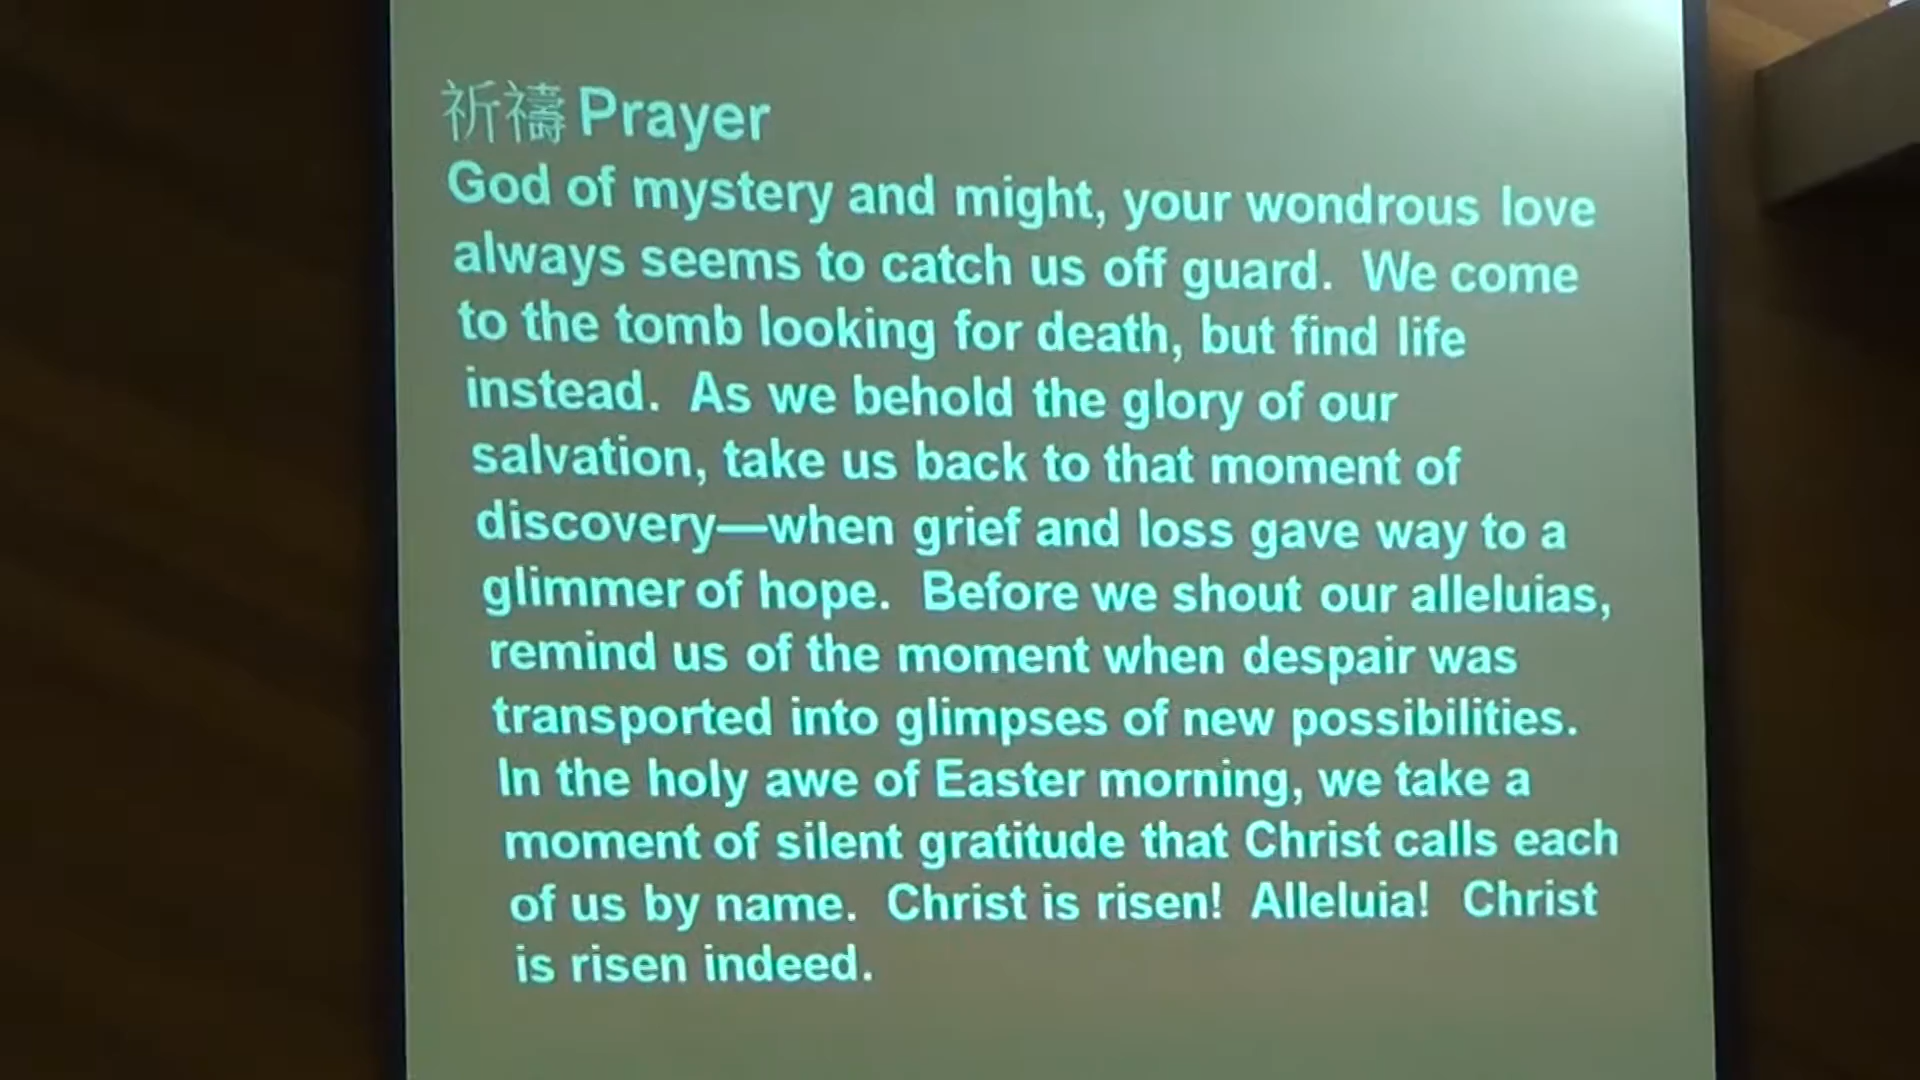 祈禱 Prayer
God of mystery and might, your wondrous love
always seems to catch us off guard.  We come
to the tomb looking for death, but find life
instead.  As we behold the glory of our
salvation, take us back to that moment of
discovery—when grief and loss gave way to a
glimmer of hope.  Before we shout our alleluias,
remind us of the moment when despair was
transported into glimpses of new possibilities.
In the holy awe of Easter morning, we take a
moment of silent gratitude that Christ calls each
of us by name.  Christ is risen!  Alleluia!  Christ
is risen indeed.